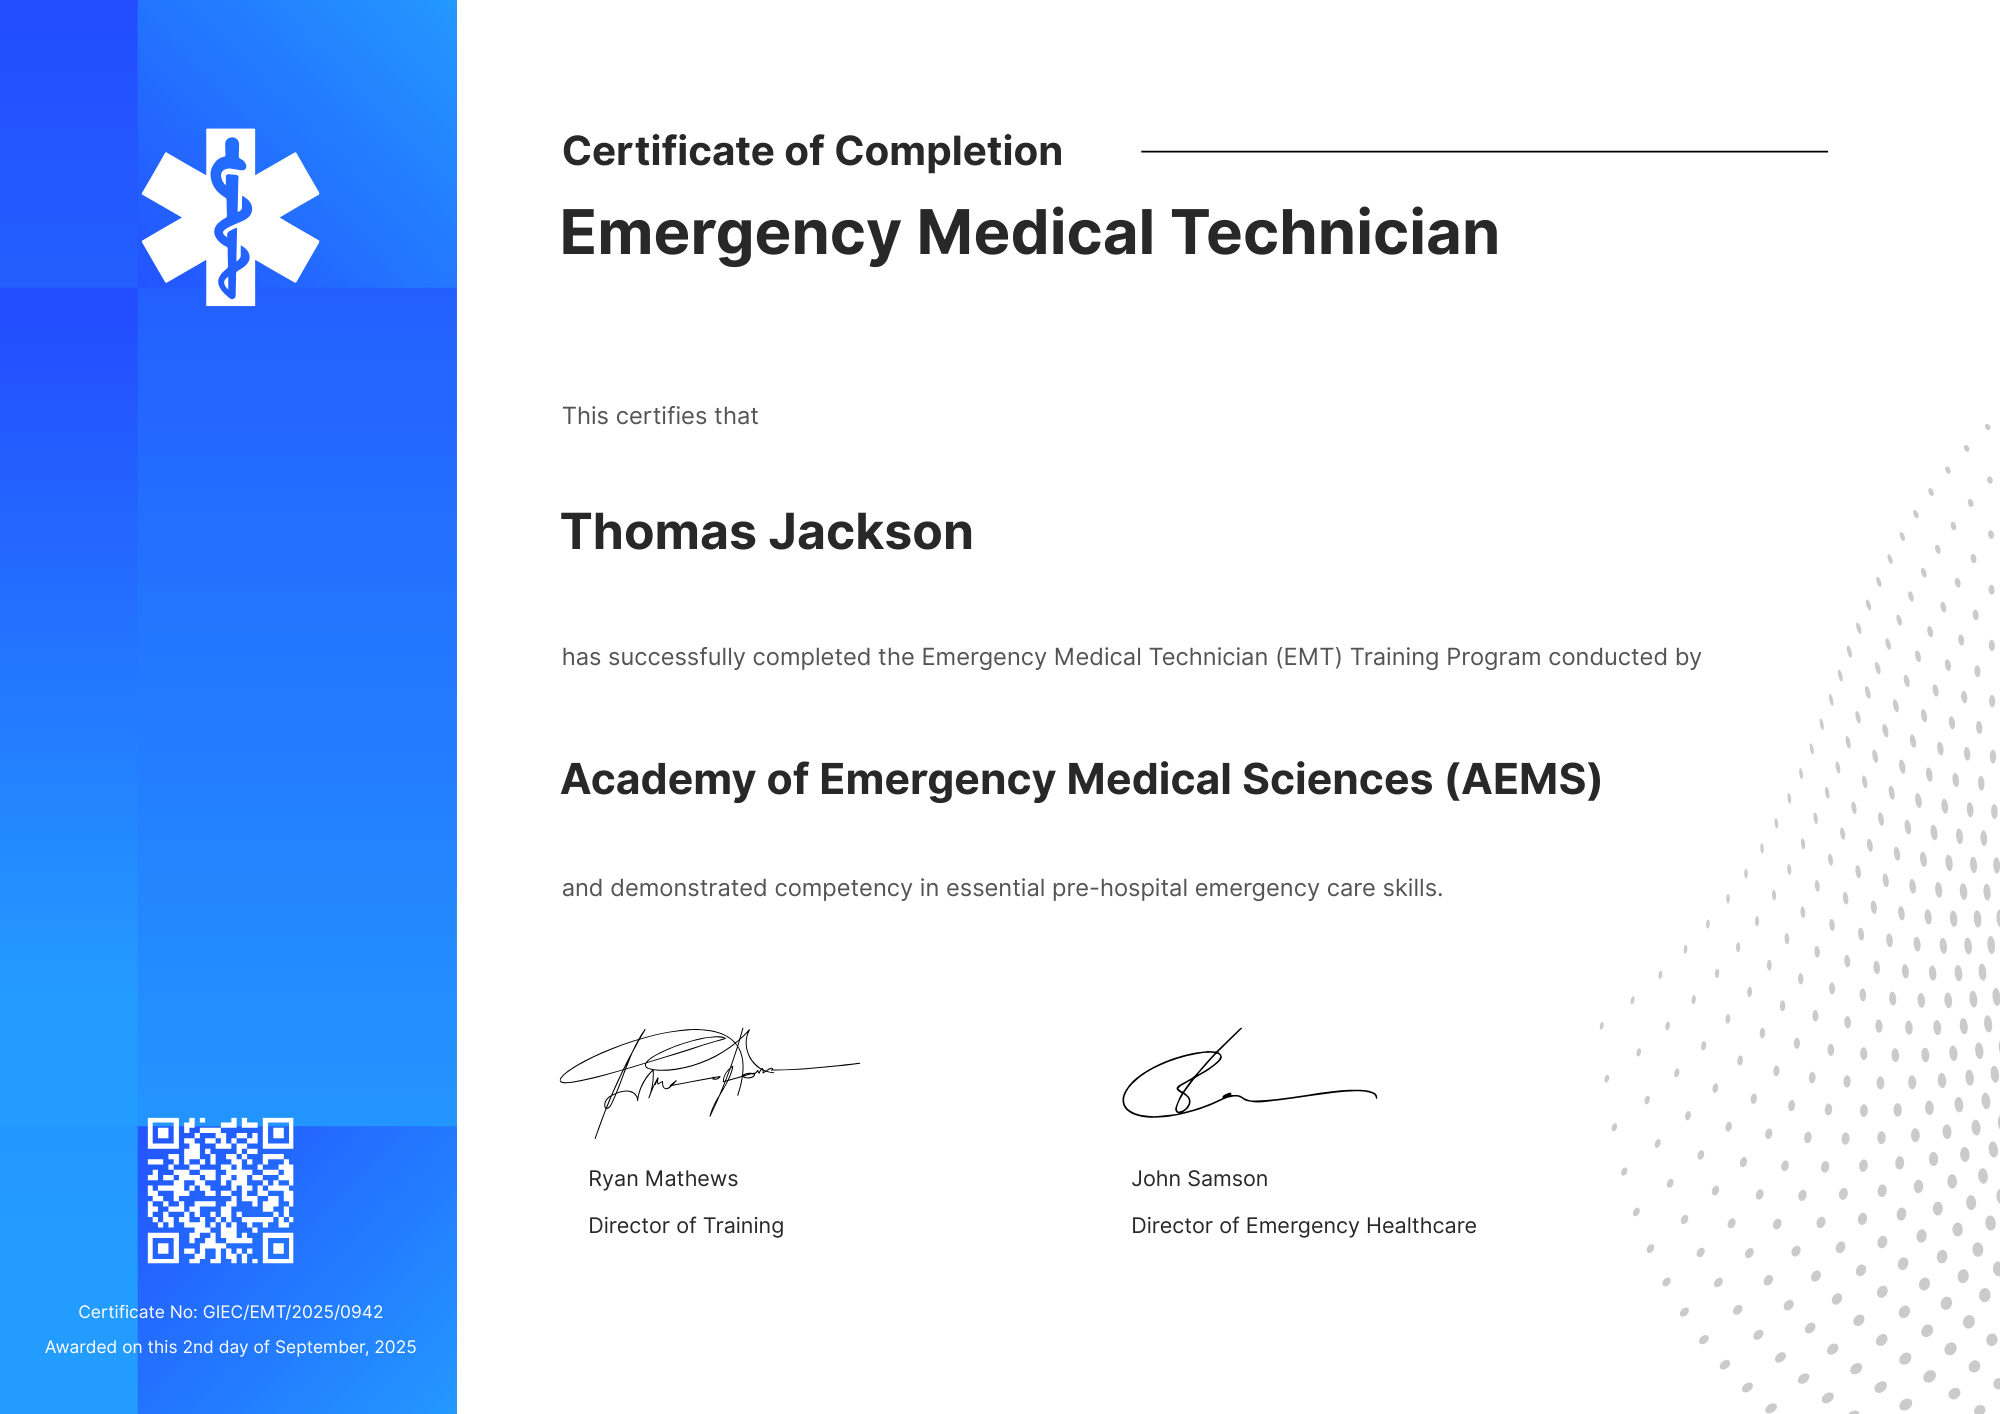 Certificate of Completion
Emergency Medical Technician
This certifies that
Thomas Jackson
has successfully completed the Emergency Medical Technician (EMT) Training Program conducted by
Academy of Emergency Medical Sciences (AEMS)
and demonstrated competency in essential pre-hospital emergency care skills.
Ryan Mathews
Director of Training
John Samson
Director of Emergency Healthcare
Certificate No: GIEC/EMT/2025/0942
Awarded on this 2nd day of September, 2025